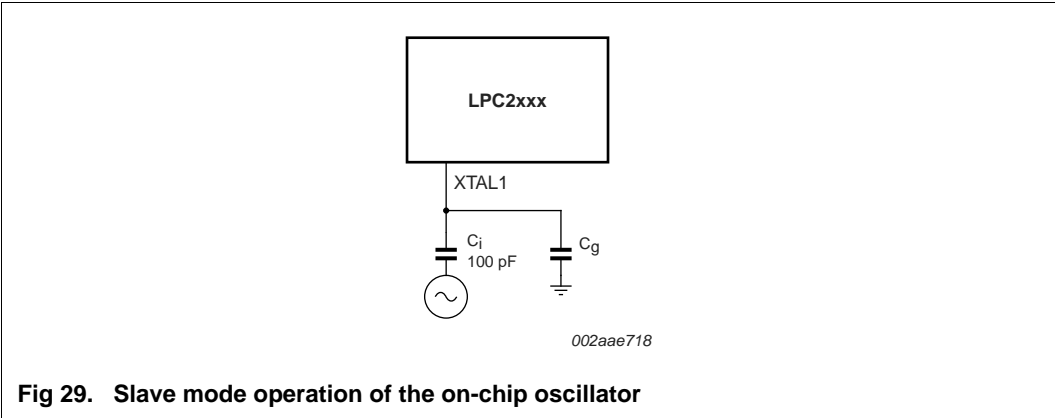 LPC2xxx
XTAL1
Ci
100 pF
Cg
002aae718
Fig 29. Slave mode operation of the on-chip oscillator